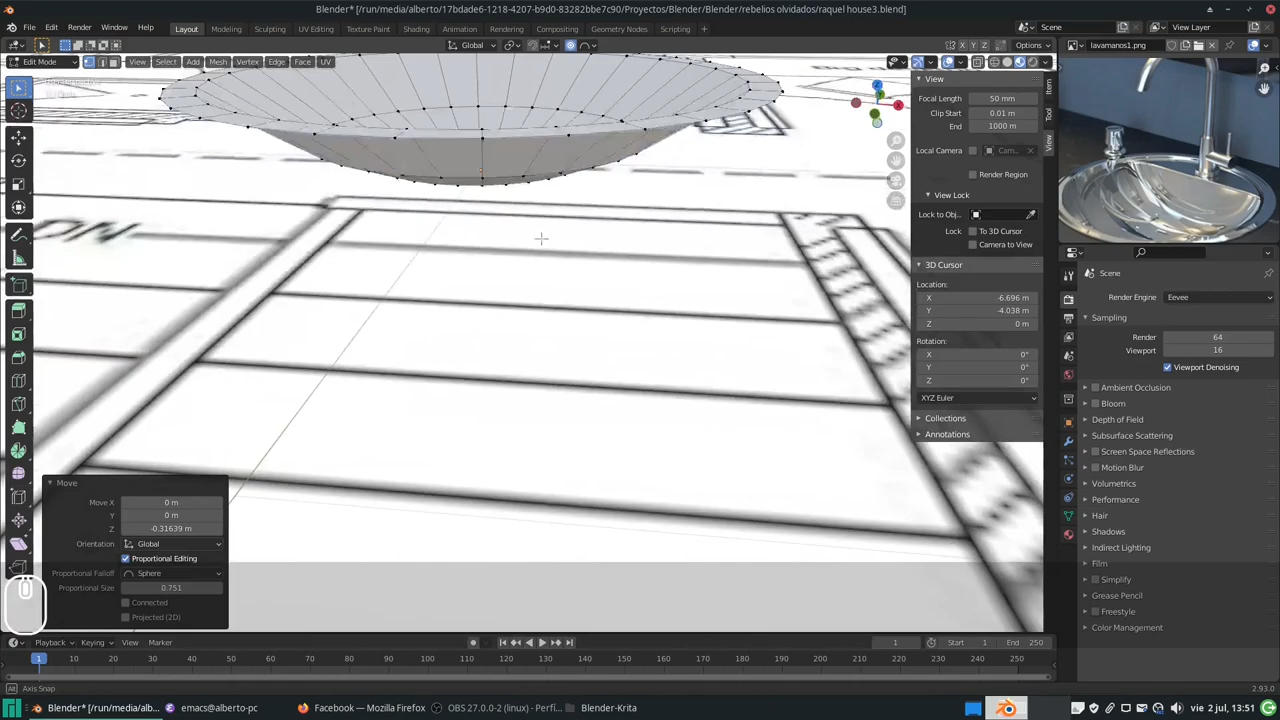 Blender* [/run/media/alberto/17bdade6-1218-4207-b9d0-83282bbe7c90/Proyectos/Blender/Blender/rebelios olvidados/raquel house3.blend]
File Edit Render Window Help Layout Modeling Sculpting UV Editing Texture Paint Shading Animation Rendering Compositing Geometry Nodes Scripting Scene View Layer
Global Options lavamanos1.png
Edit Mode View Select Add Mesh Vertex Edge Face UV
X Y Z
View
Focal Length 50 mm
Clip Start 0.01 m
End 1000 m
Local Camera Cam...
Render Region
View Lock
Lock to Obj...
Lock To 3D Cursor
Camera to View
3D Cursor
Location:
X -6.696 m
Y -4.038 m
Z 0 m
Rotation:
X 0°
Y 0°
Z 0°
XYZ Euler
Collections
Annotations
Item
Tool
View
Scene
Render Engine Eevee
Sampling
Render 64
Viewport 16
Viewport Denoising
Ambient Occlusion
Bloom
Depth of Field
Subsurface Scattering
Screen Space Reflections
Motion Blur
Volumetrics
Performance
Hair
Shadows
Indirect Lighting
Film
Simplify
Grease Pencil
Freestyle
Color Management
ON
Move
Move X 0 m
Y 0 m
Z -0.31639 m
Orientation Global
Proportional Editing
Proportional Falloff Sphere
Proportional Size 0.751
Connected
Projected (2D)
Playback Keying View Marker 1 Start 1 End 250
1 10 20 30 40 50 60 70 80 90 100 110 120 130 140 150 160 170 180 190 200 210 220 230 240 250
Alt Axis Snap 2.93.0
Blender* [/run/media/alb... emacs@alberto-pc Facebook — Mozilla Firefox OBS 27.0.0-2 (linux) - Perfi... Blender-Krita vie 2 jul, 13:51